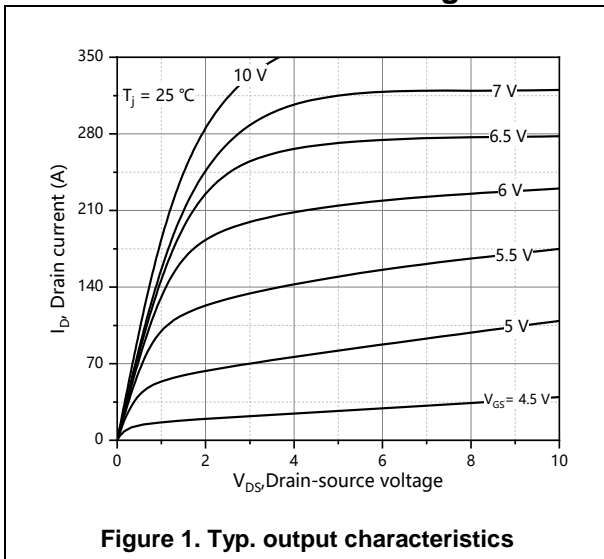 350
280
210
140
70
0
I_D, Drain current (A)
T_j = 25 ℃
10 V
7 V
6.5 V
6 V
5.5 V
5 V
V_GS= 4.5 V
0 2 4 6 8 10
V_DS,Drain-source voltage
Figure 1. Typ. output characteristics